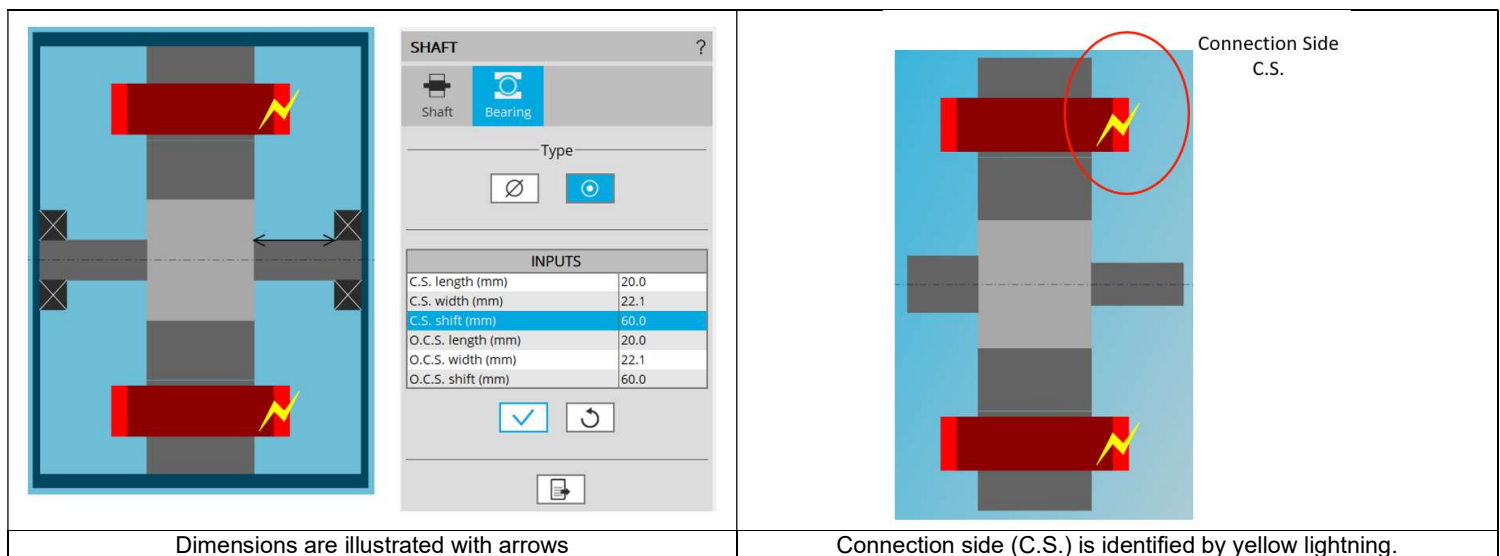 SHAFT ?
Shaft Bearing
Type
INPUTS
C.S. length (mm) 20.0
C.S. width (mm) 22.1
C.S. shift (mm) 60.0
O.C.S. length (mm) 20.0
O.C.S. width (mm) 22.1
O.C.S. shift (mm) 60.0
Dimensions are illustrated with arrows
Connection Side
C.S.
Connection side (C.S.) is identified by yellow lightning.